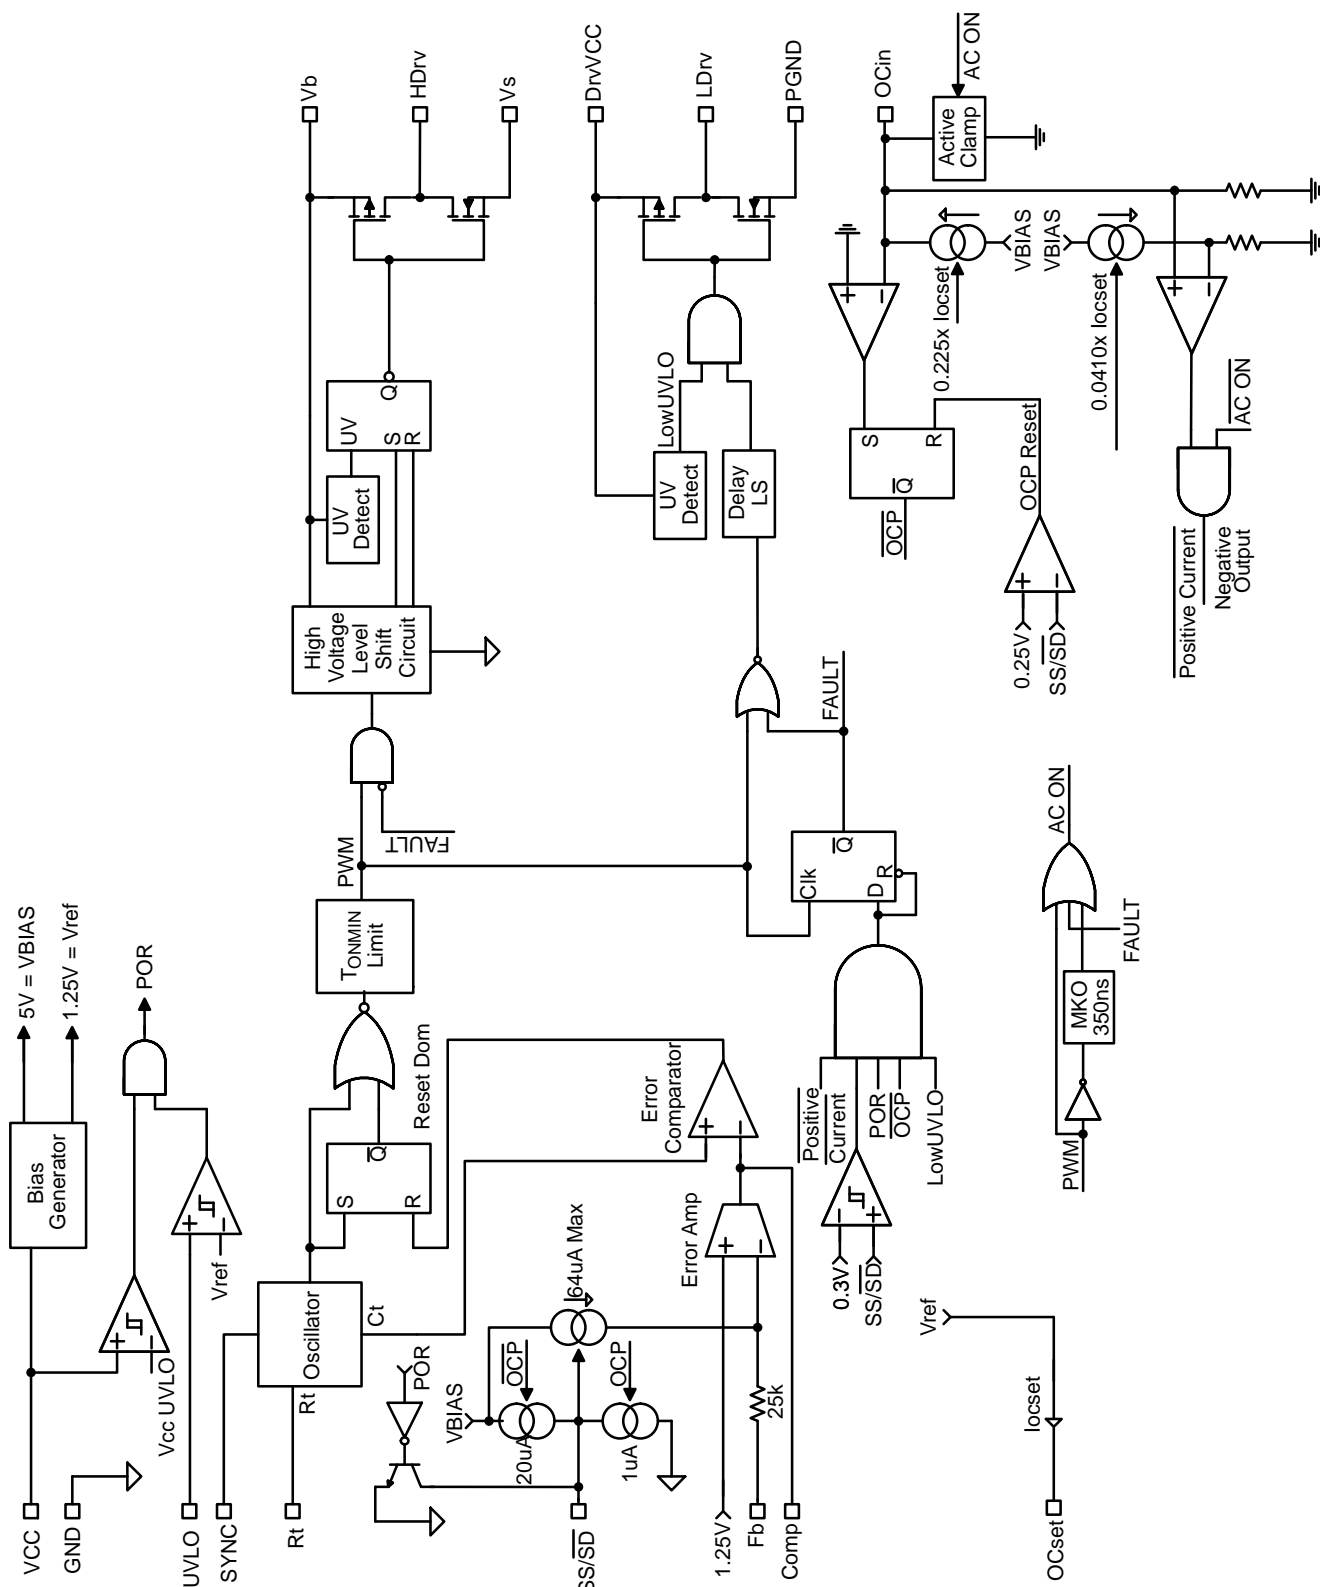 VCC
GND
UVLO
SYNC
Rt
SS/SD
1.25V
Fb
Comp
OCset
Bias
Generator
5V = VBIAS
1.25V = Vref
POR
Vcc UVLO
Vref
Rt
Oscillator
Ct
POR
VBIAS
20uA
OCP
64uA Max
1uA
OCP
25k
S
R
Q
Reset Dom
TONMIN
Limit
PWM
FAULT
Error Amp
Error
Comparator
High
Voltage
Level
Shift
Circuit
UV
Detect
UV
S
R
Q
Vb
HDrv
Vs
DrvVCC
LDrv
PGND
LowUVLO
UV
Detect
Delay
LS
FAULT
Clk
D
R
Q
Positive
Current
POR
OCP
LowUVLO
0.3V
SS/SD
Vref
Iocset
PWM
MKO
350ns
FAULT
AC ON
OCin
Active
Clamp
AC ON
VBIAS
VBIAS
0.225x Iocset
0.0410x Iocset
S
R
Q
OCP
OCP Reset
0.25V
SS/SD
AC ON
Positive Current
Negative
Output
+
−
+
−
+
−
+
−
−
+
+
−
+
−
+
−